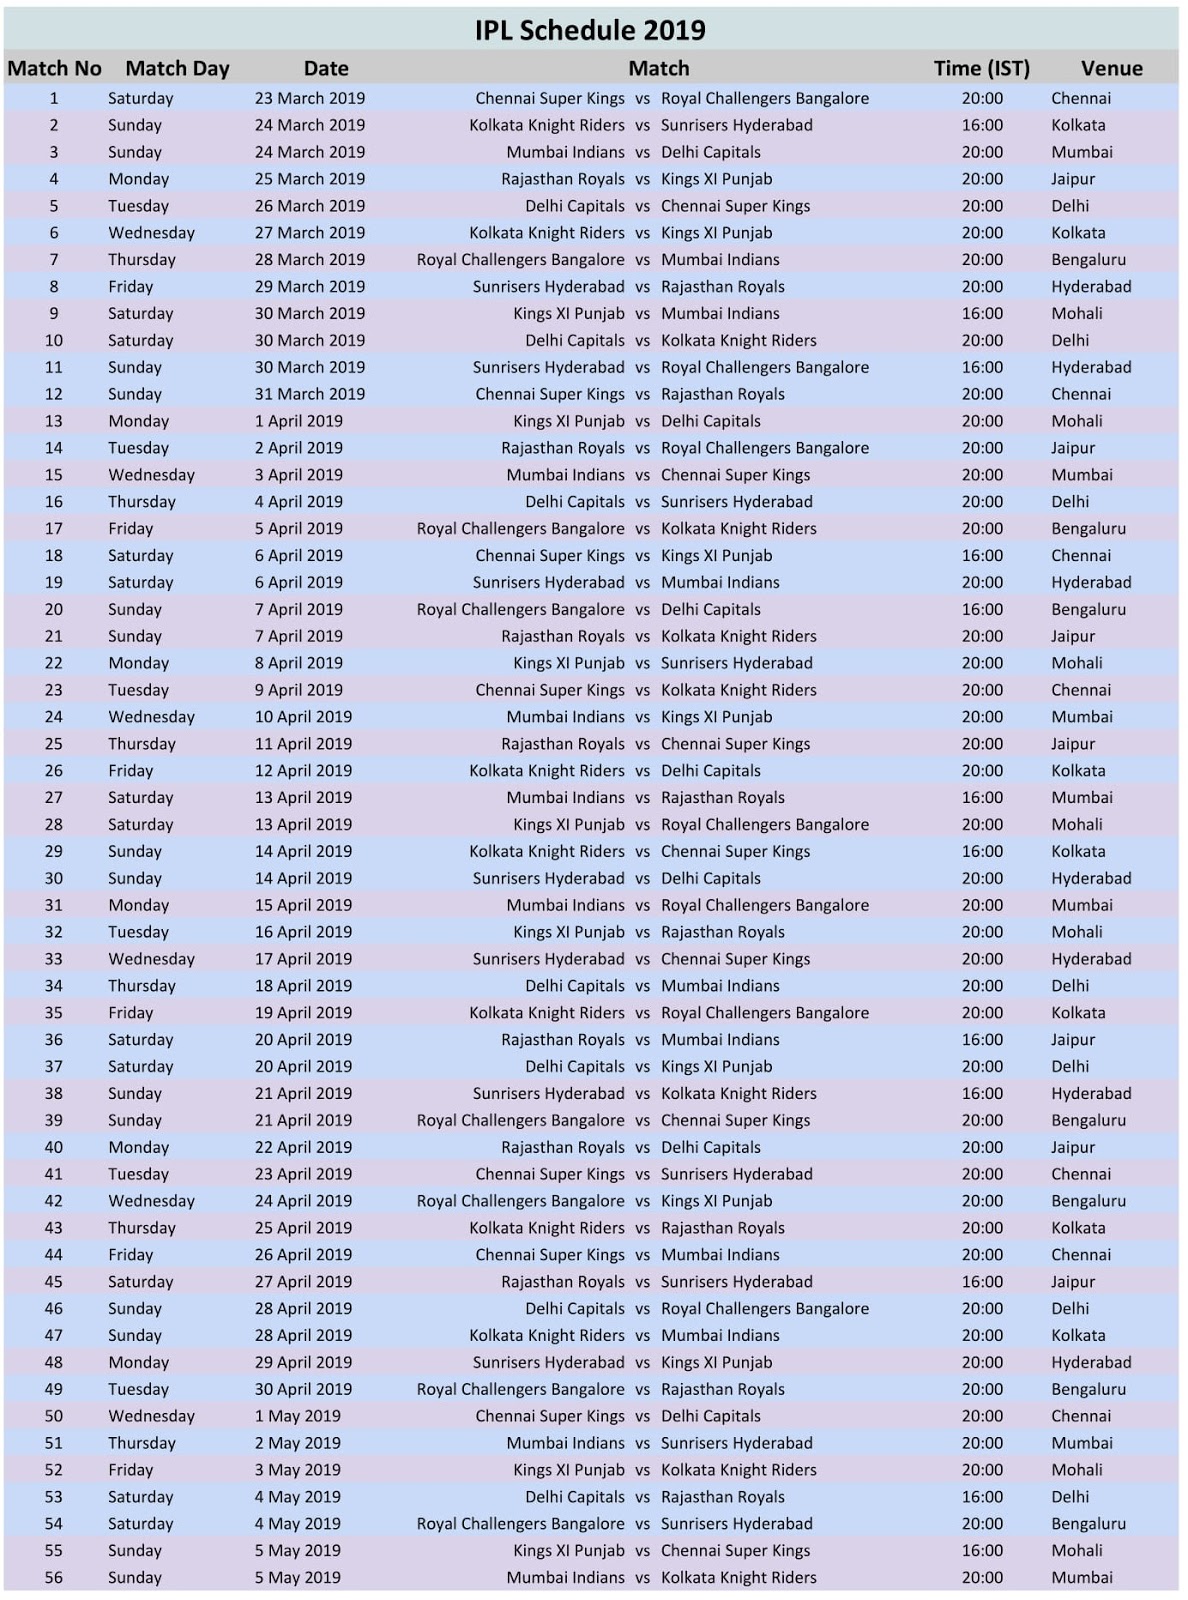 IPL Schedule 2019
Match No Match Day Date Match Time (IST) Venue
1 Saturday 23 March 2019 Chennai Super Kings vs Royal Challengers Bangalore 20:00 Chennai
2 Sunday 24 March 2019 Kolkata Knight Riders vs Sunrisers Hyderabad 16:00 Kolkata
3 Sunday 24 March 2019 Mumbai Indians vs Delhi Capitals 20:00 Mumbai
4 Monday 25 March 2019 Rajasthan Royals vs Kings XI Punjab 20:00 Jaipur
5 Tuesday 26 March 2019 Delhi Capitals vs Chennai Super Kings 20:00 Delhi
6 Wednesday 27 March 2019 Kolkata Knight Riders vs Kings XI Punjab 20:00 Kolkata
7 Thursday 28 March 2019 Royal Challengers Bangalore vs Mumbai Indians 20:00 Bengaluru
8 Friday 29 March 2019 Sunrisers Hyderabad vs Rajasthan Royals 20:00 Hyderabad
9 Saturday 30 March 2019 Kings XI Punjab vs Mumbai Indians 16:00 Mohali
10 Saturday 30 March 2019 Delhi Capitals vs Kolkata Knight Riders 20:00 Delhi
11 Sunday 30 March 2019 Sunrisers Hyderabad vs Royal Challengers Bangalore 16:00 Hyderabad
12 Sunday 31 March 2019 Chennai Super Kings vs Rajasthan Royals 20:00 Chennai
13 Monday 1 April 2019 Kings XI Punjab vs Delhi Capitals 20:00 Mohali
14 Tuesday 2 April 2019 Rajasthan Royals vs Royal Challengers Bangalore 20:00 Jaipur
15 Wednesday 3 April 2019 Mumbai Indians vs Chennai Super Kings 20:00 Mumbai
16 Thursday 4 April 2019 Delhi Capitals vs Sunrisers Hyderabad 20:00 Delhi
17 Friday 5 April 2019 Royal Challengers Bangalore vs Kolkata Knight Riders 20:00 Bengaluru
18 Saturday 6 April 2019 Chennai Super Kings vs Kings XI Punjab 16:00 Chennai
19 Saturday 6 April 2019 Sunrisers Hyderabad vs Mumbai Indians 20:00 Hyderabad
20 Sunday 7 April 2019 Royal Challengers Bangalore vs Delhi Capitals 16:00 Bengaluru
21 Sunday 7 April 2019 Rajasthan Royals vs Kolkata Knight Riders 20:00 Jaipur
22 Monday 8 April 2019 Kings XI Punjab vs Sunrisers Hyderabad 20:00 Mohali
23 Tuesday 9 April 2019 Chennai Super Kings vs Kolkata Knight Riders 20:00 Chennai
24 Wednesday 10 April 2019 Mumbai Indians vs Kings XI Punjab 20:00 Mumbai
25 Thursday 11 April 2019 Rajasthan Royals vs Chennai Super Kings 20:00 Jaipur
26 Friday 12 April 2019 Kolkata Knight Riders vs Delhi Capitals 20:00 Kolkata
27 Saturday 13 April 2019 Mumbai Indians vs Rajasthan Royals 16:00 Mumbai
28 Saturday 13 April 2019 Kings XI Punjab vs Royal Challengers Bangalore 20:00 Mohali
29 Sunday 14 April 2019 Kolkata Knight Riders vs Chennai Super Kings 16:00 Kolkata
30 Sunday 14 April 2019 Sunrisers Hyderabad vs Delhi Capitals 20:00 Hyderabad
31 Monday 15 April 2019 Mumbai Indians vs Royal Challengers Bangalore 20:00 Mumbai
32 Tuesday 16 April 2019 Kings XI Punjab vs Rajasthan Royals 20:00 Mohali
33 Wednesday 17 April 2019 Sunrisers Hyderabad vs Chennai Super Kings 20:00 Hyderabad
34 Thursday 18 April 2019 Delhi Capitals vs Mumbai Indians 20:00 Delhi
35 Friday 19 April 2019 Kolkata Knight Riders vs Royal Challengers Bangalore 20:00 Kolkata
36 Saturday 20 April 2019 Rajasthan Royals vs Mumbai Indians 16:00 Jaipur
37 Saturday 20 April 2019 Delhi Capitals vs Kings XI Punjab 20:00 Delhi
38 Sunday 21 April 2019 Sunrisers Hyderabad vs Kolkata Knight Riders 16:00 Hyderabad
39 Sunday 21 April 2019 Royal Challengers Bangalore vs Chennai Super Kings 20:00 Bengaluru
40 Monday 22 April 2019 Rajasthan Royals vs Delhi Capitals 20:00 Jaipur
41 Tuesday 23 April 2019 Chennai Super Kings vs Sunrisers Hyderabad 20:00 Chennai
42 Wednesday 24 April 2019 Royal Challengers Bangalore vs Kings XI Punjab 20:00 Bengaluru
43 Thursday 25 April 2019 Kolkata Knight Riders vs Rajasthan Royals 20:00 Kolkata
44 Friday 26 April 2019 Chennai Super Kings vs Mumbai Indians 20:00 Chennai
45 Saturday 27 April 2019 Rajasthan Royals vs Sunrisers Hyderabad 16:00 Jaipur
46 Sunday 28 April 2019 Delhi Capitals vs Royal Challengers Bangalore 20:00 Delhi
47 Sunday 28 April 2019 Kolkata Knight Riders vs Mumbai Indians 20:00 Kolkata
48 Monday 29 April 2019 Sunrisers Hyderabad vs Kings XI Punjab 20:00 Hyderabad
49 Tuesday 30 April 2019 Royal Challengers Bangalore vs Rajasthan Royals 20:00 Bengaluru
50 Wednesday 1 May 2019 Chennai Super Kings vs Delhi Capitals 20:00 Chennai
51 Thursday 2 May 2019 Mumbai Indians vs Sunrisers Hyderabad 20:00 Mumbai
52 Friday 3 May 2019 Kings XI Punjab vs Kolkata Knight Riders 20:00 Mohali
53 Saturday 4 May 2019 Delhi Capitals vs Rajasthan Royals 16:00 Delhi
54 Saturday 4 May 2019 Royal Challengers Bangalore vs Sunrisers Hyderabad 20:00 Bengaluru
55 Sunday 5 May 2019 Kings XI Punjab vs Chennai Super Kings 16:00 Mohali
56 Sunday 5 May 2019 Mumbai Indians vs Kolkata Knight Riders 20:00 Mumbai